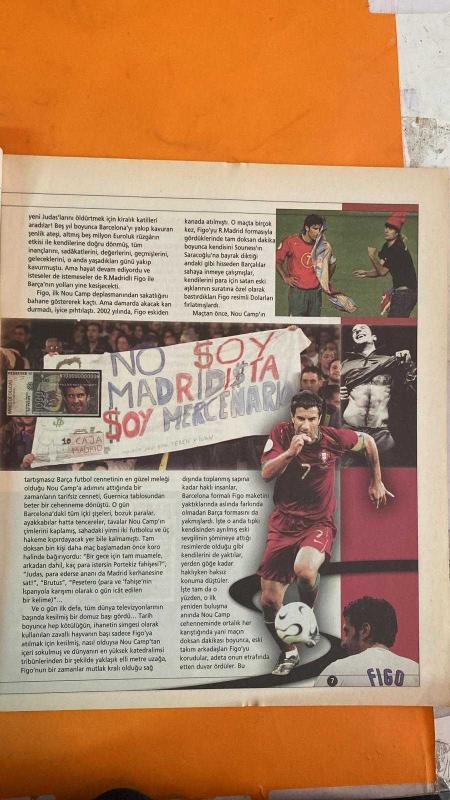 yeni Judas'larını öldürtmek için kiralık katilleri
aradılar! Beş yıl boyunca Barcelona'yı yakıp kavuran
şenlik ateşi, altmış beş milyon Euroluk rüzgarın
etkisi ile kendilerine doğru dönmüş, tüm
inançlarını, sadâkatlerini, değerlerini, geçmişlerini,
geleceklerini, o anda yaşadıkları günü yakıp
kavurmuştu. Ama hayat devam ediyordu ve
isteseler de istemeseler de R.Madridli Figo ile
Barça'nın yolları yine kesişecekti.
Figo, ilk Nou Camp deplasmanından sakatlığını
bahane göstererek kaçtı. Ama damarda akacak kan
durmadı, iyice pıhtılaştı. 2002 yılında, Figo eskiden
kanada atılmıştı. O maçta birçok
kez, Figo'yu R.Madrid formasıyla
gördüklerinde tam doksan dakika
boyunca kendisini Souness'ın
Saracoğlu'na bayrak diktiği
andaki gibi hisseden Barçalılar
sahaya inmeye çalışmışlar,
kendilerini para için satan eski
aşklarının suratına özel olarak
bastırdıkları Figo resimli Dolarları
fırlatmışlardı.
Maçtan önce, Nou Camp'ın
NO $OY
MADRIDISTA
$OY MERCENARI
10 CAJA
MADRID
tartışmasız Barça futbol cennetinin en güzel meleği
olduğu Nou Camp'a adımını attığında bir
zamanların tarifsiz cenneti, Guernica tablosundan
beter bir cehenneme dönüştü. O gün
Barcelona'daki tüm içki şişeleri, bozuk paralar,
ayakkabılar hatta tencereler, tavalar Nou Camp'ın
çimlerini kaplamış, sahadaki yirmi iki futbolcu ve üç
hakeme kıpırdayacak yer bile kalmamıştı. Tam
doksan bin kişi daha maç başlamadan önce koro
halinde bağırıyordu: "Bir gece için tam muamele,
arkadan dahil, kaç para istersin Portekiz fahişesi?",
"Judas, para ederse ananı da Madrid kerhanesine
sat!", "Brutus", "Pesetero (para ve 'fahişe'nin
İspanyola karışımı olarak o gün icât edilen
bir kelime)"...
Ve o gün ilk defa, tüm dünya televizyonlarının
başında kesilmiş bir domuz başı gördü... Tarih
boyunca hep kötülüğün, ihanetin simgesi olarak
kullanılan zavallı hayvanın başı sadece Figo'ya
atılmak için kesilmiş, nasıl olduysa Nou Camp'tan
içeri sokulmuş ve dünyanın en yüksek katedralimsi
tribünlerinden bir şekilde yaklaşık elli metre uzağa,
Figo'nun bir zamanlar mutlak kralı olduğu sağ
dışında toplanmış sapına
kadar haklı insanlar,
Barcelona formalı Figo maketini
yaktıklarında aslında farkında
olmadan Barça formasını da
yakmışlardı. İşte o anda tıpkı
kendisinden ayrılmış eski
sevgilinin şömineye attığı
resimlerde olduğu gibi
kendilerini de yaktılar,
yerden göğe kadar
haklıyken haksız
konuma düştüler.
İşte tam da o
yüzden, o ilk
yeniden buluşma
anında Nou Camp
cehenneminde ortalık her
karıştığında yani maçın
doksan dakikası boyunca, eski
takım arkadaşları Figo'yu
korudular, adeta onun etrafında
etten duvar ördüler. Bu
7
7
FIGO
7